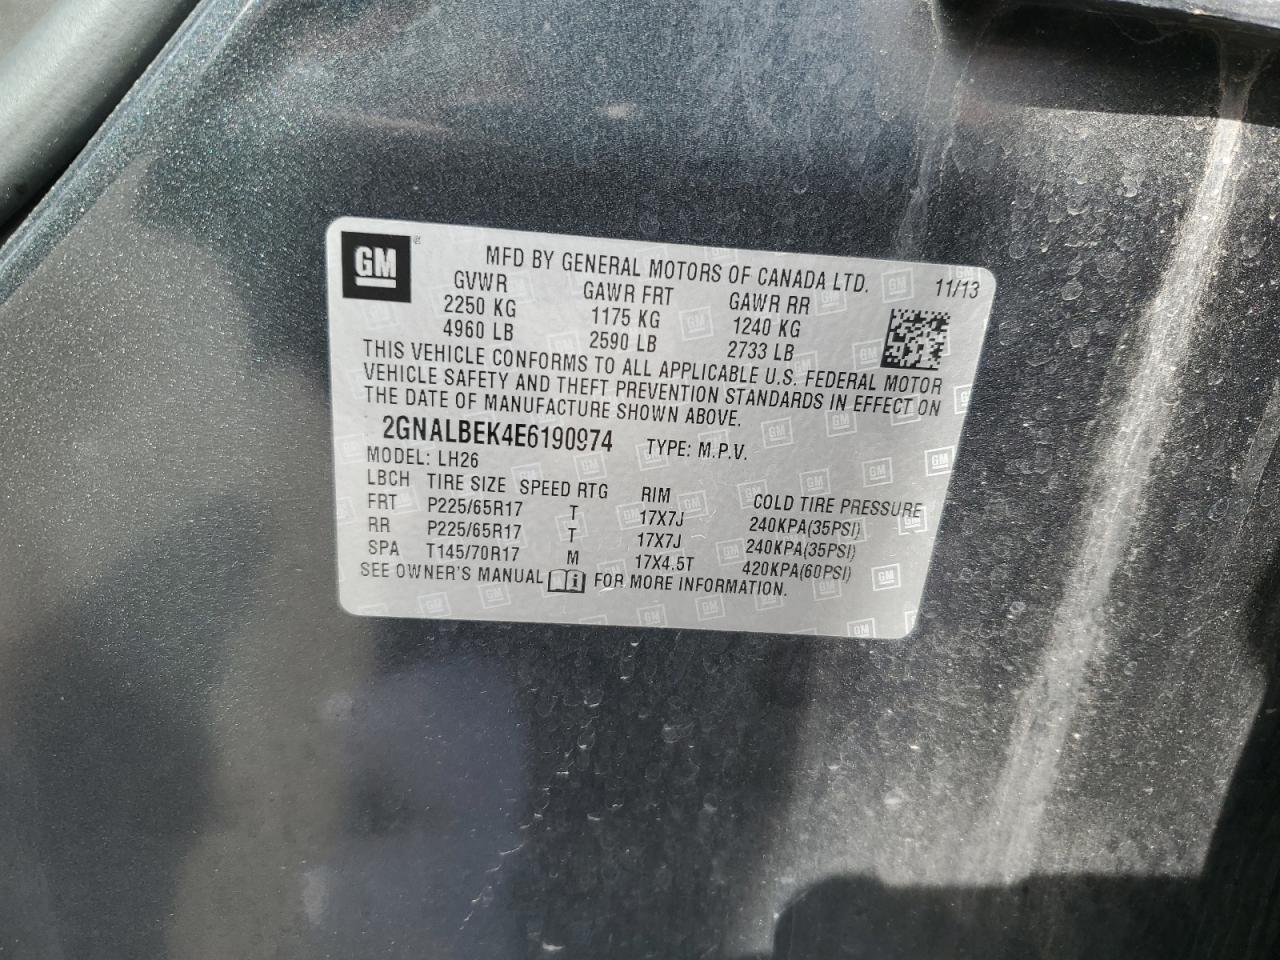 GM
MFD BY GENERAL MOTORS OF CANADA LTD. 11/13
GVWR GAWR FRT GAWR RR
2250 KG 1175 KG 1240 KG
4960 LB 2590 LB 2733 LB
THIS VEHICLE CONFORMS TO ALL APPLICABLE U.S. FEDERAL MOTOR
VEHICLE SAFETY AND THEFT PREVENTION STANDARDS IN EFFECT ON
THE DATE OF MANUFACTURE SHOWN ABOVE.
2GNALBEK4E6190974 TYPE: M.P.V.
MODEL: LH26
LBCH TIRE SIZE SPEED RTG RIM COLD TIRE PRESSURE
FRT P225/65R17 T 17X7J 240KPA(35PSI)
RR P225/65R17 T 17X7J 240KPA(35PSI)
SPA T145/70R17 M 17X4.5T 420KPA(60PSI)
SEE OWNER'S MANUAL FOR MORE INFORMATION.